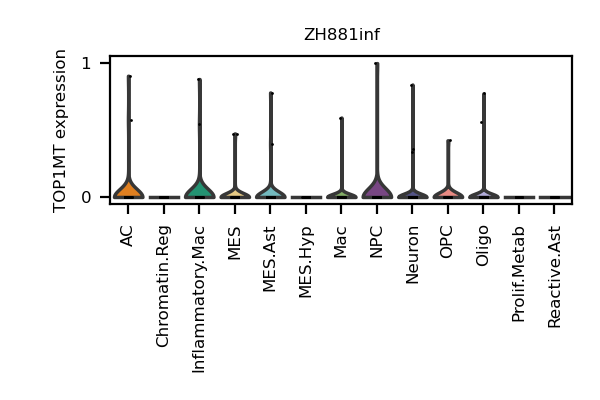 ZH881inf
TOP1MT expression
1
0
AC
Chromatin.Reg
Inflammatory.Mac
MES
MES.Ast
MES.Hyp
Mac
NPC
Neuron
OPC
Oligo
Prolif.Metab
Reactive.Ast